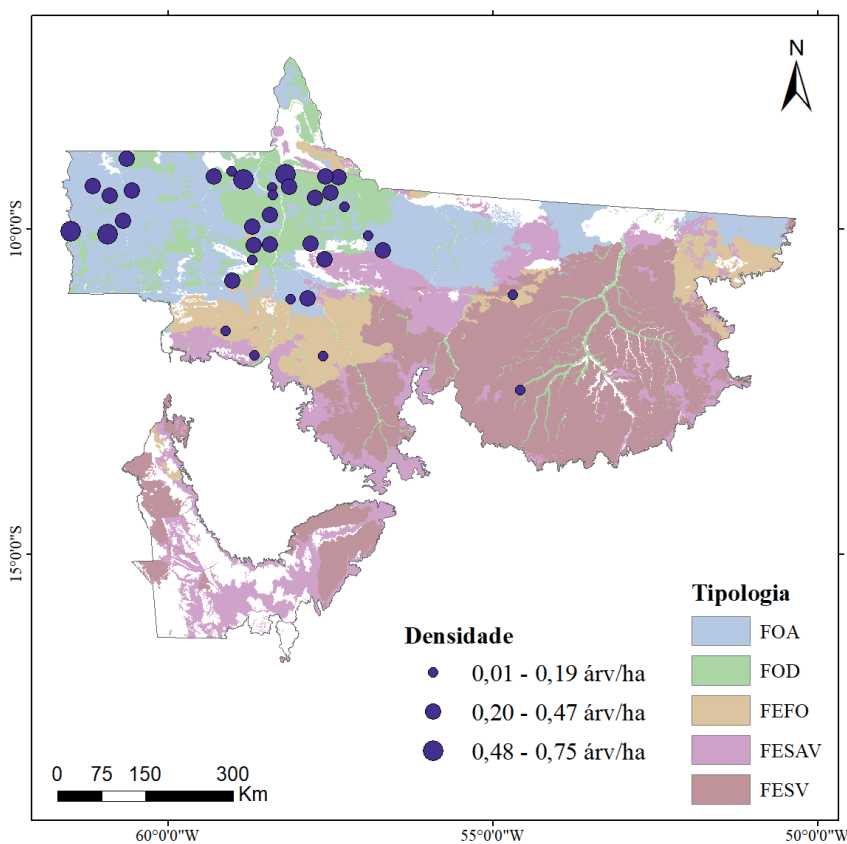 N
10°0'0"S
15°0'0"S
Tipologia
FOA
FOD
FEFO
FESAV
FESV
Densidade
0,01 - 0,19 árv/ha
0,20 - 0,47 árv/ha
0,48 - 0,75 árv/ha
0 75 150 300
Km
60°0'0"W 55°0'0"W 50°0'0"W